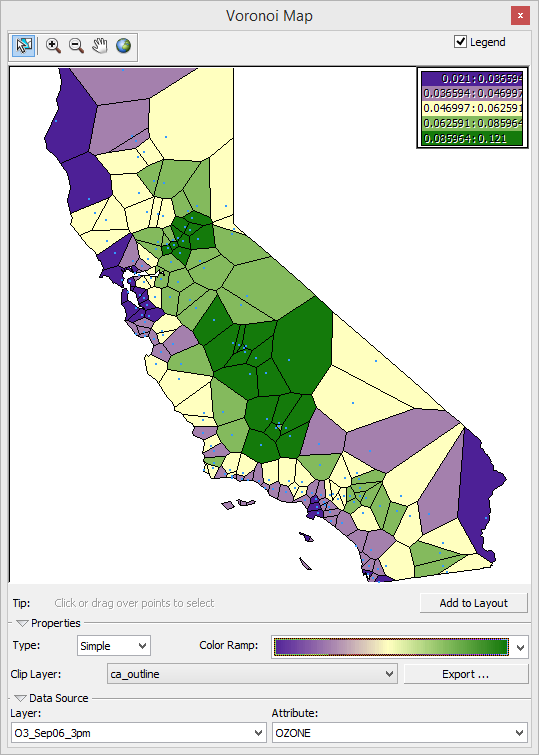 Voronoi Map
x
Legend
0.021:0.036594
0.036594:0.046997
0.046997:0.062591
0.062591:0.085964
0.085964:0.121
Tip: Click or drag over points to select Add to Layout
Properties
Type: Simple Color Ramp:
Clip Layer: ca_outline Export ...
Data Source
Layer: Attribute:
O3_Sep06_3pm OZONE